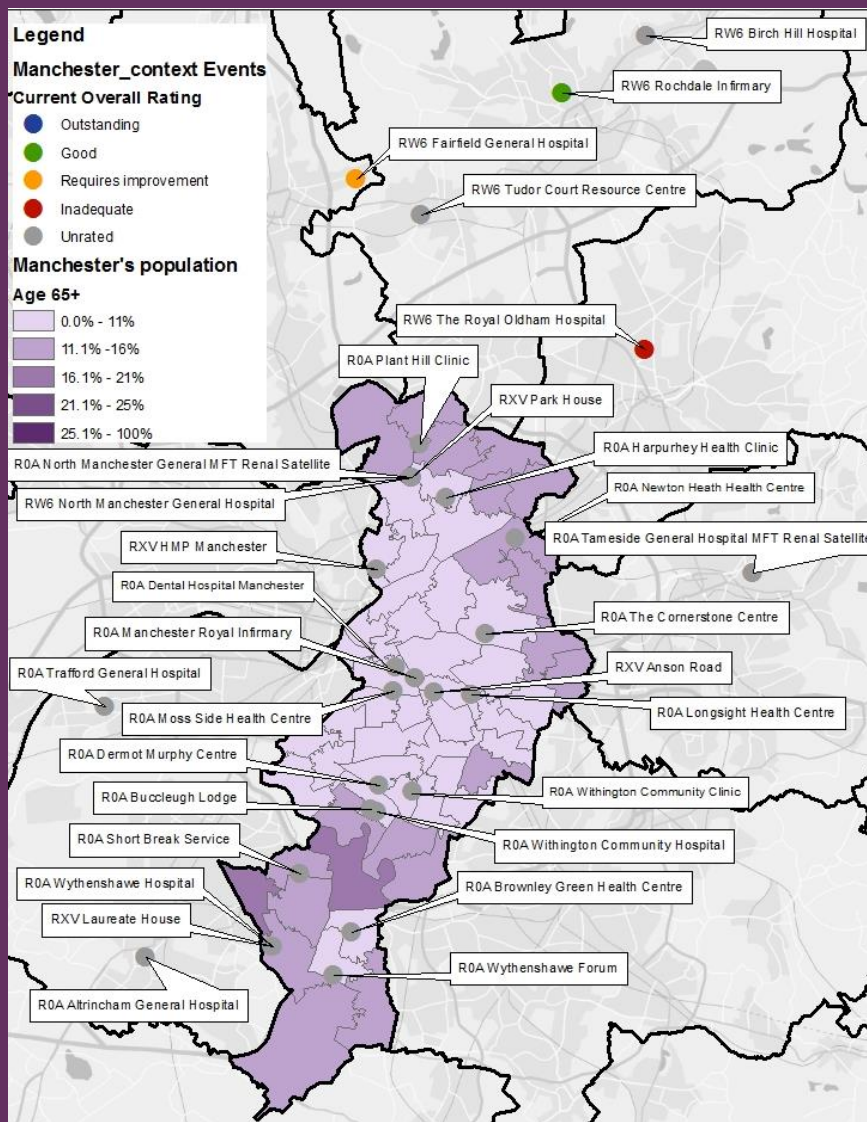 Legend
Manchester_context Events
Current Overall Rating
Outstanding
Good
Requires improvement
Inadequate
Unrated
Manchester's population
Age 65+
0.0% - 11%
11.1% -16%
16.1% - 21%
21.1% - 25%
25.1% - 100%
RW6 Birch Hill Hospital
RW6 Rochdale Infirmary
RW6 Fairfield General Hospital
RW6 Tudor Court Resource Centre
RW6 The Royal Oldham Hospital
R0A Plant Hill Clinic
RXV Park House
R0A Harpurhey Health Clinic
R0A North Manchester General MFT Renal Satellite
R0A Newton Heath Health Centre
RW6 North Manchester General Hospital
R0A Tameside General Hospital MFT Renal Satellite
RXV HMP Manchester
R0A Dental Hospital Manchester
R0A The Cornerstone Centre
R0A Manchester Royal Infirmary
R0A Trafford General Hospital
RXV Anson Road
R0A Moss Side Health Centre
R0A Longsight Health Centre
R0A Dermot Murphy Centre
R0A Withington Community Clinic
R0A Buccleugh Lodge
R0A Short Break Service
R0A Withington Community Hospital
R0A Wythenshawe Hospital
R0A Brownley Green Health Centre
RXV Laureate House
R0A Wythenshawe Forum
R0A Altrincham General Hospital